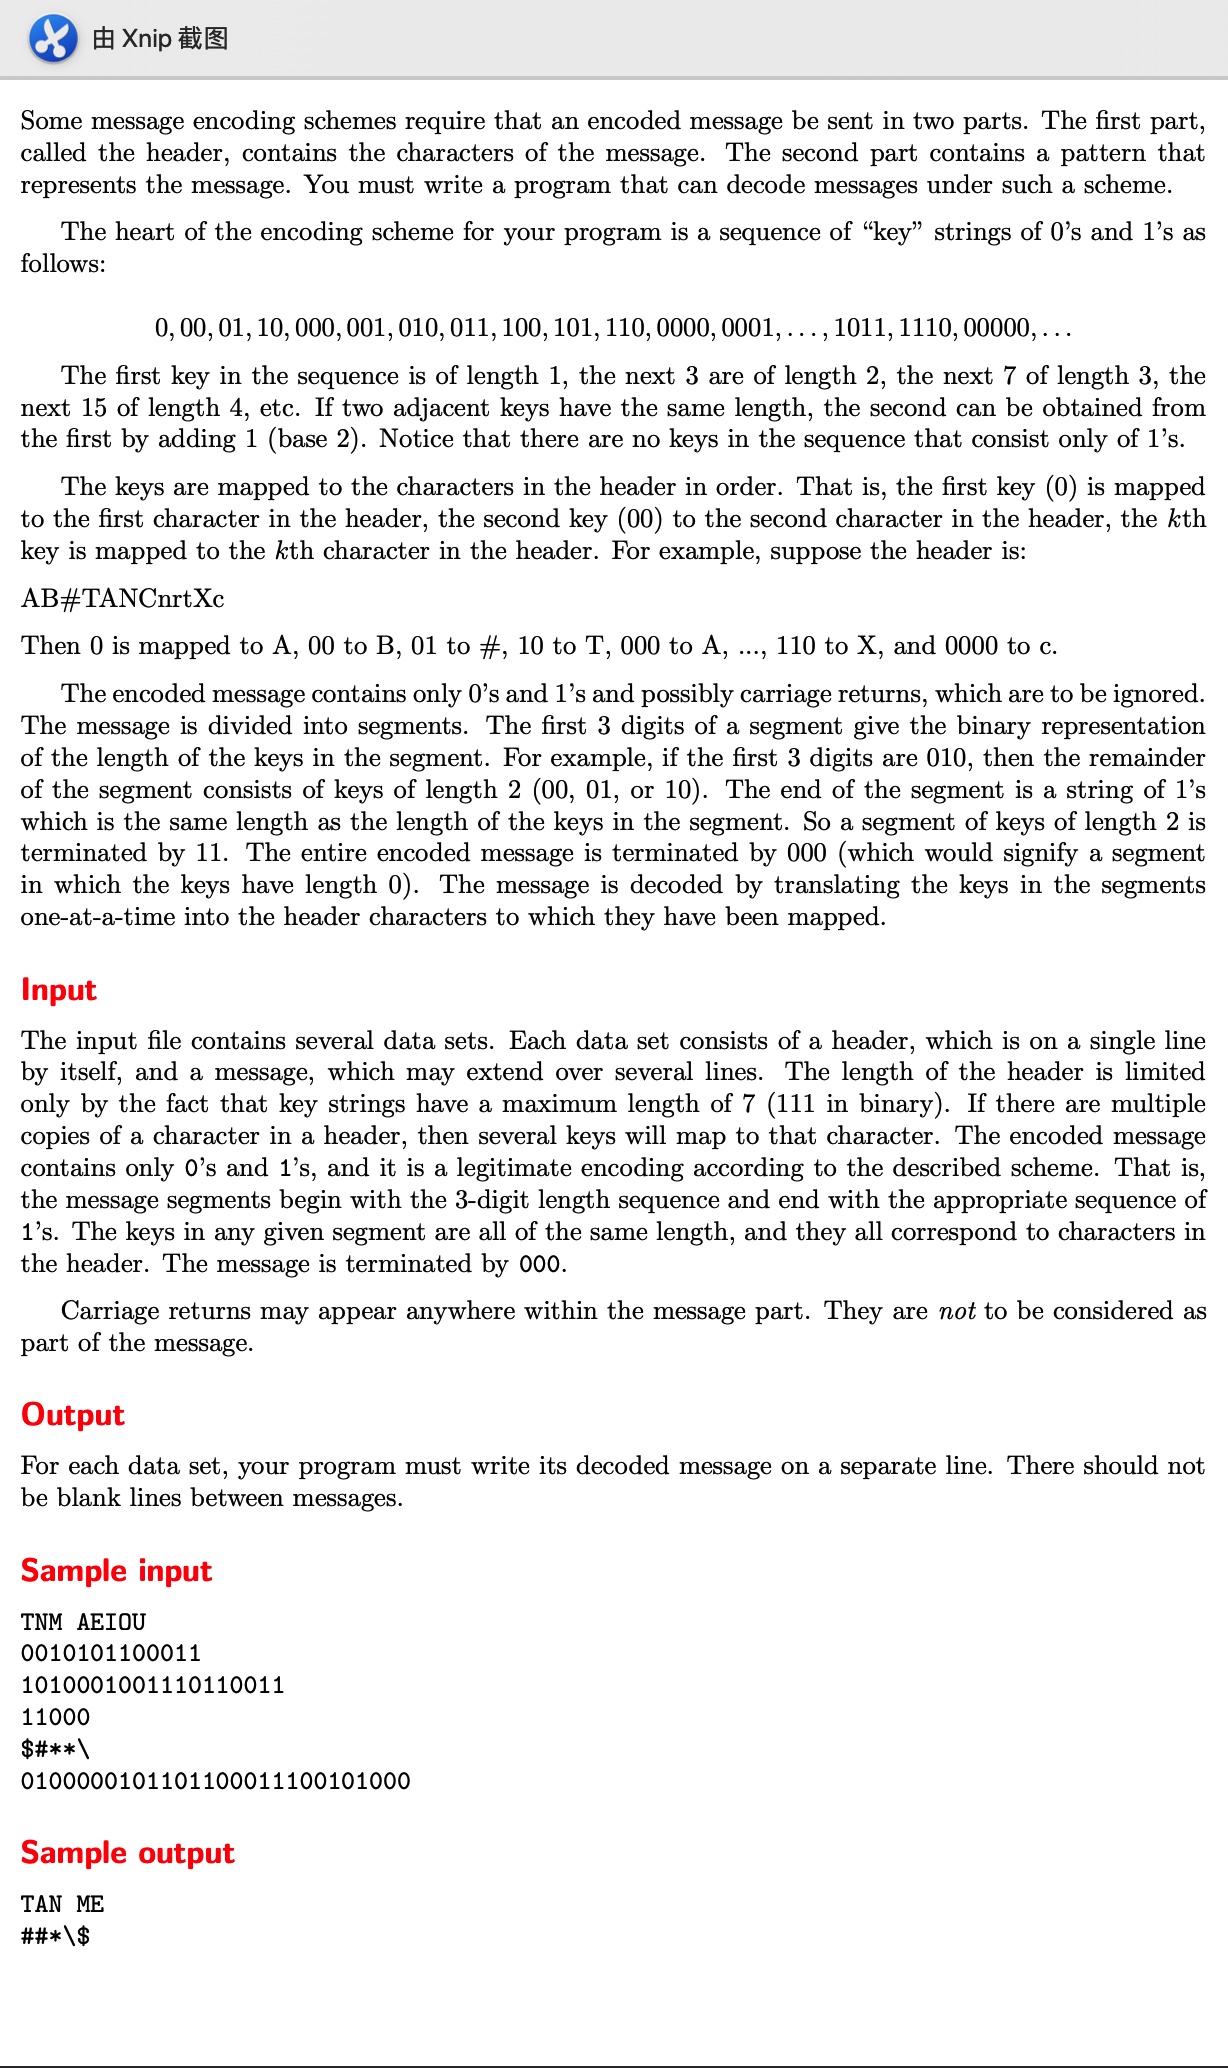 由 Xnip 截图
Some message encoding schemes require that an encoded message be sent in two parts. The first part,
called the header, contains the characters of the message. The second part contains a pattern that
represents the message. You must write a program that can decode messages under such a scheme.
The heart of the encoding scheme for your program is a sequence of “key” strings of 0’s and 1’s as
follows:
0, 00, 01, 10, 000, 001, 010, 011, 100, 101, 110, 0000, 0001, . . . , 1011, 1110, 00000, . . .
The first key in the sequence is of length 1, the next 3 are of length 2, the next 7 of length 3, the
next 15 of length 4, etc. If two adjacent keys have the same length, the second can be obtained from
the first by adding 1 (base 2). Notice that there are no keys in the sequence that consist only of 1’s.
The keys are mapped to the characters in the header in order. That is, the first key (0) is mapped
to the first character in the header, the second key (00) to the second character in the header, the kth
key is mapped to the kth character in the header. For example, suppose the header is:
AB#TANCnrtXc
Then 0 is mapped to A, 00 to B, 01 to #, 10 to T, 000 to A, ..., 110 to X, and 0000 to c.
The encoded message contains only 0’s and 1’s and possibly carriage returns, which are to be ignored.
The message is divided into segments. The first 3 digits of a segment give the binary representation
of the length of the keys in the segment. For example, if the first 3 digits are 010, then the remainder
of the segment consists of keys of length 2 (00, 01, or 10). The end of the segment is a string of 1’s
which is the same length as the length of the keys in the segment. So a segment of keys of length 2 is
terminated by 11. The entire encoded message is terminated by 000 (which would signify a segment
in which the keys have length 0). The message is decoded by translating the keys in the segments
one-at-a-time into the header characters to which they have been mapped.
Input
The input file contains several data sets. Each data set consists of a header, which is on a single line
by itself, and a message, which may extend over several lines. The length of the header is limited
only by the fact that key strings have a maximum length of 7 (111 in binary). If there are multiple
copies of a character in a header, then several keys will map to that character. The encoded message
contains only 0’s and 1’s, and it is a legitimate encoding according to the described scheme. That is,
the message segments begin with the 3-digit length sequence and end with the appropriate sequence of
1’s. The keys in any given segment are all of the same length, and they all correspond to characters in
the header. The message is terminated by 000.
Carriage returns may appear anywhere within the message part. They are not to be considered as
part of the message.
Output
For each data set, your program must write its decoded message on a separate line. There should not
be blank lines between messages.
Sample input
TNM AEIOU
0010101100011
1010001001110110011
11000
$#**\
0100000101101100011100101000
Sample output
TAN ME
##*\$